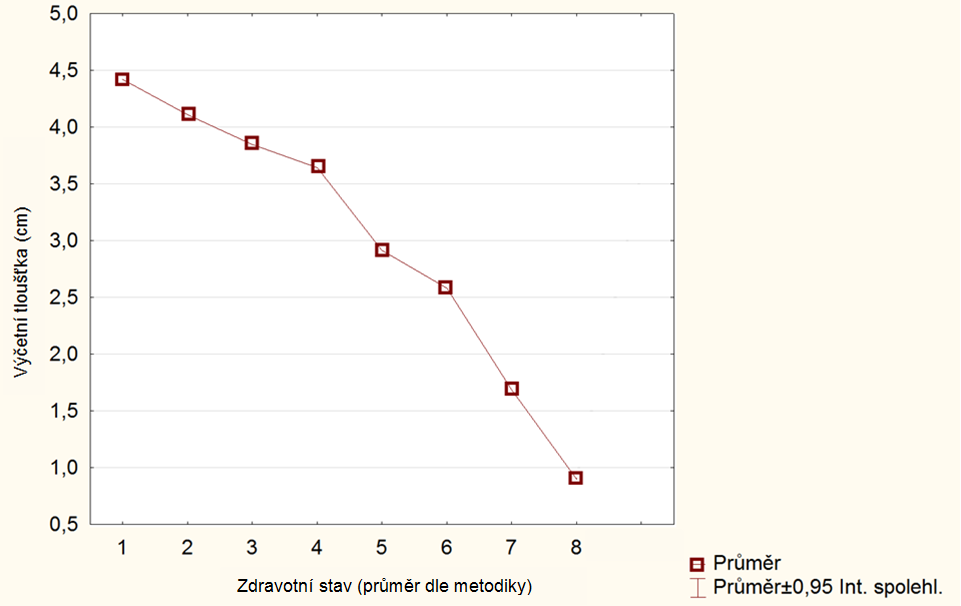 5,0
4,5
4,0
3,5
3,0
2,5
2,0
1,5
1,0
0,5
Výčetní tloušťka (cm)
1 2 3 4 5 6 7 8
Zdravotní stav (průměr dle metodiky)
Průměr
Průměr±0,95 Int. spolehl.